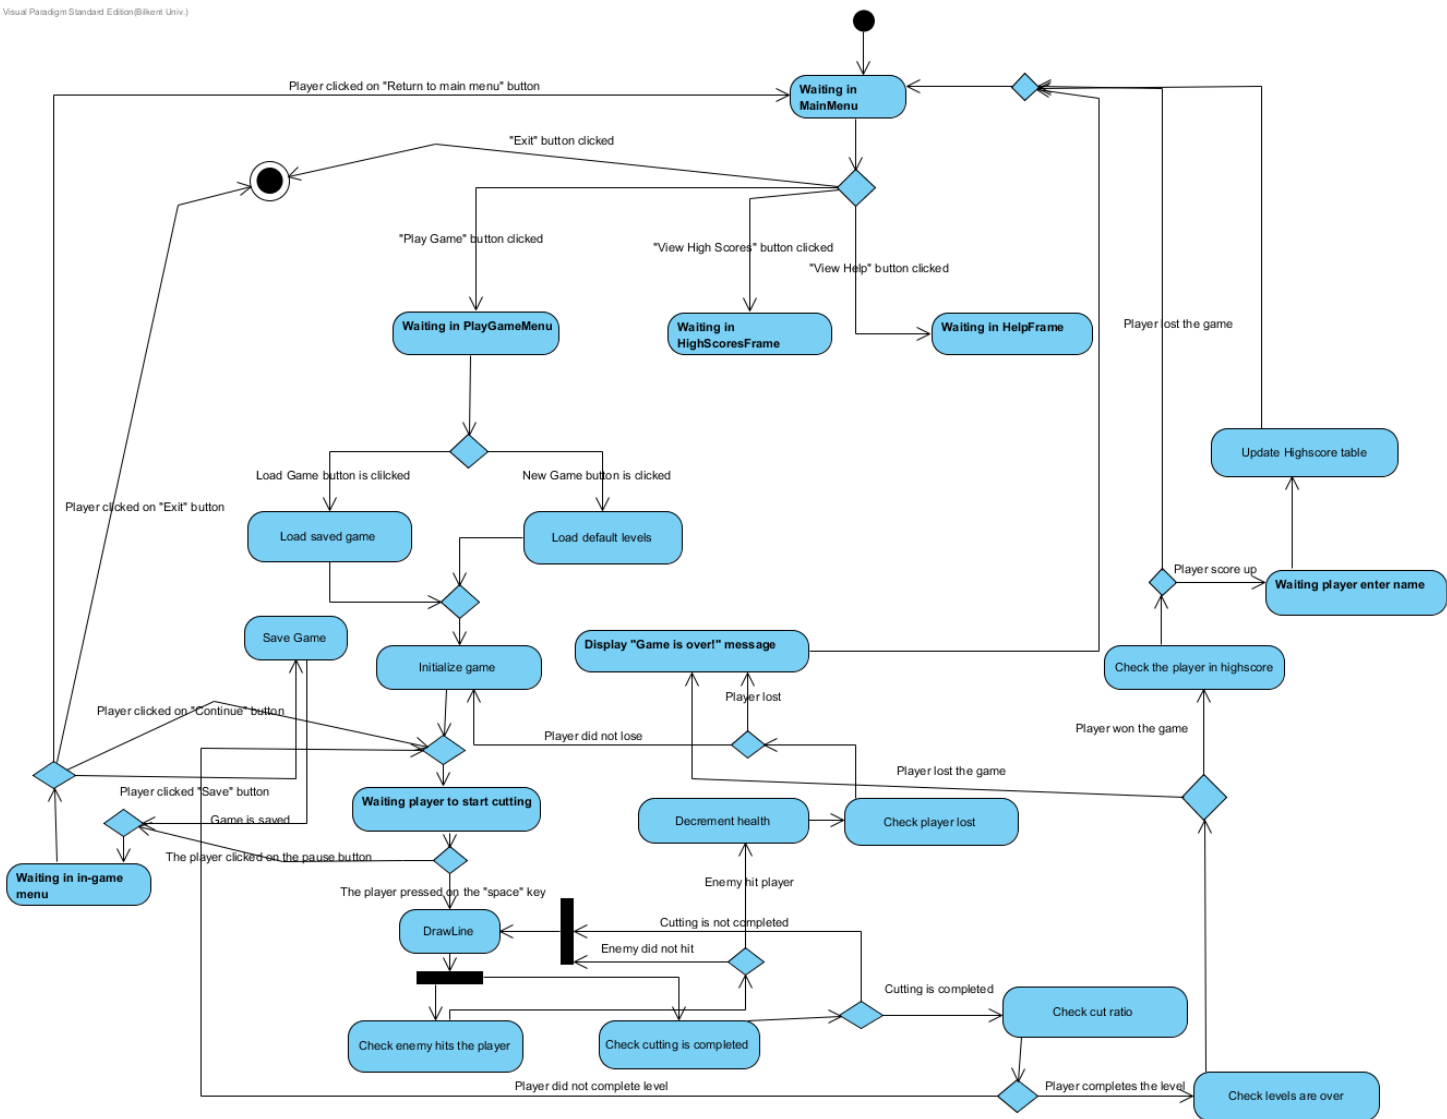 Visual Paradigm Standard Edition(Bilkent Univ.)
Player clicked on "Return to main menu" button
Waiting in
MainMenu
"Exit" button clicked
"Play Game" button clicked
"View High Scores" button clicked
"View Help" button clicked
Waiting in PlayGameMenu
Waiting in
HighScoresFrame
Waiting in HelpFrame
Player lost the game
Update Highscore table
Load Game button is clilcked
New Game button is clicked
Player clicked on "Exit" button
Load saved game
Load default levels
Player score up
Waiting player enter name
Save Game
Display "Game is over!" message
Initialize game
Check the player in highscore
Player lost
Player clicked on "Continue" button
Player did not lose
Player won the game
Player lost the game
Player clicked "Save" button
Waiting player to start cutting
Game is saved
Decrement health
Check player lost
The player clicked on the pause button
Waiting in in-game
menu
The player pressed on the "space" key
Enemy hit player
DrawLine
Cutting is not completed
Enemy did not hit
Cutting is completed
Check cut ratio
Check enemy hits the player
Check cutting is completed
Player did not complete level
Player completes the level
Check levels are over